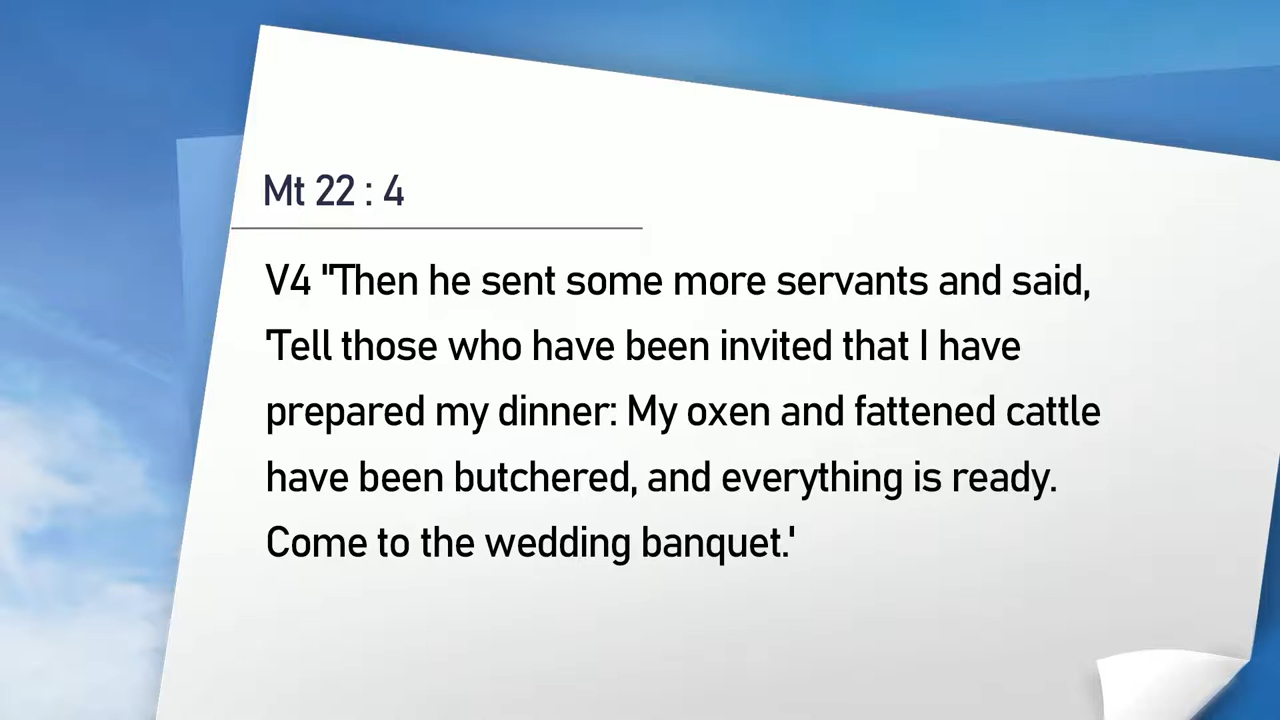 Mt 22 : 4
V4 "Then he sent some more servants and said,
'Tell those who have been invited that I have
prepared my dinner: My oxen and fattened cattle
have been butchered, and everything is ready.
Come to the wedding banquet.'